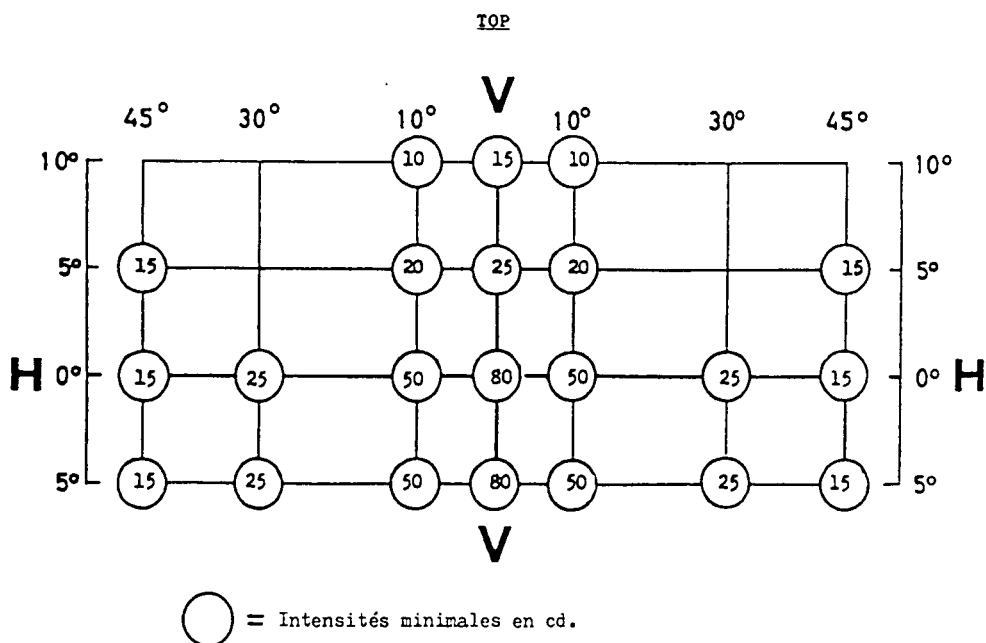 TOP
V
45° 30° 10° 10° 30° 45°
10° 10 15 10 10°
5° 15 20 25 20 15 5°
H 0° 15 25 50 80 50 25 15 0° H
5° 15 25 50 80 50 25 15 5°
V
= Intensités minimales en cd.